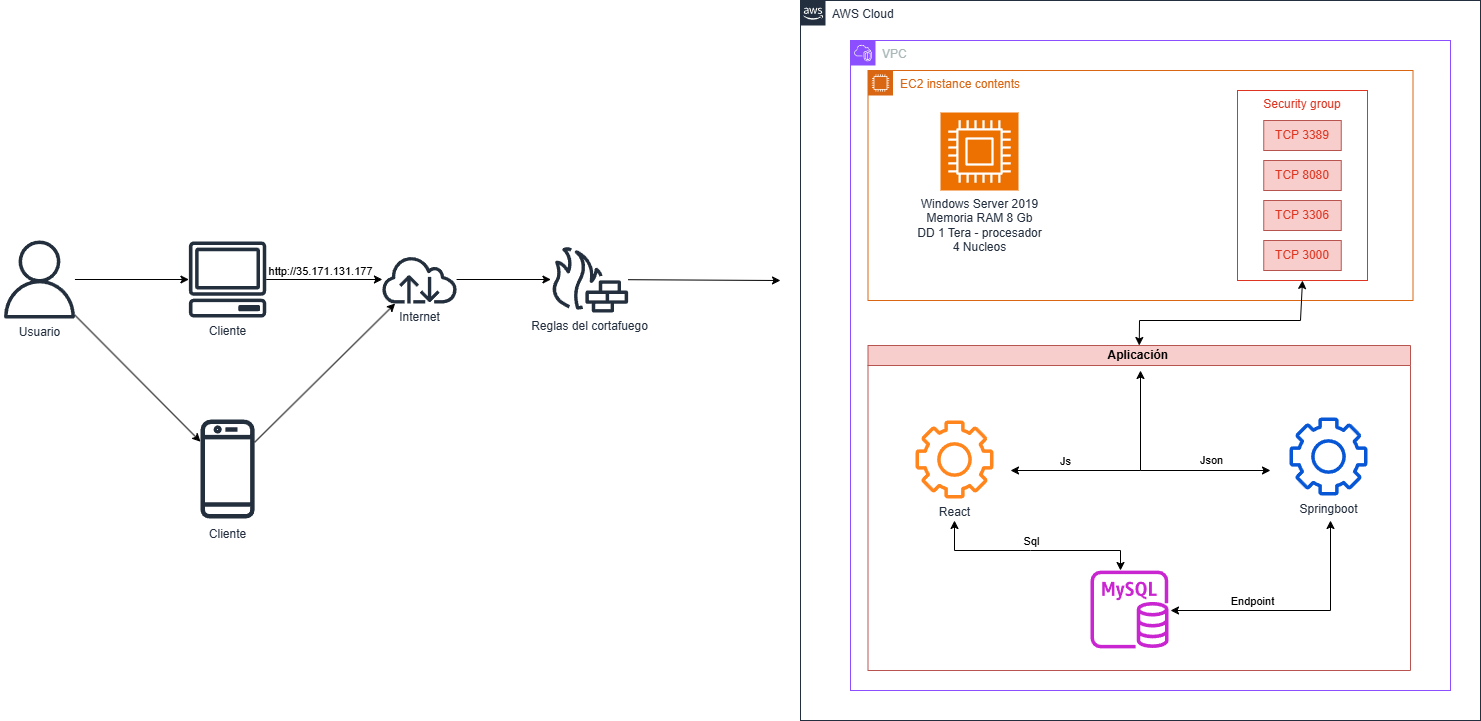 aws
AWS Cloud
VPC
EC2 instance contents
Windows Server 2019
Memoria RAM 8 Gb
DD 1 Tera - procesador
4 Nucleos
Security group
TCP 3389
TCP 8080
TCP 3306
TCP 3000
Usuario
Cliente
http://35.171.131.177
Internet
Reglas del cortafuego
Cliente
Aplicación
React
Js
Json
Springboot
Sql
MySQL
Endpoint